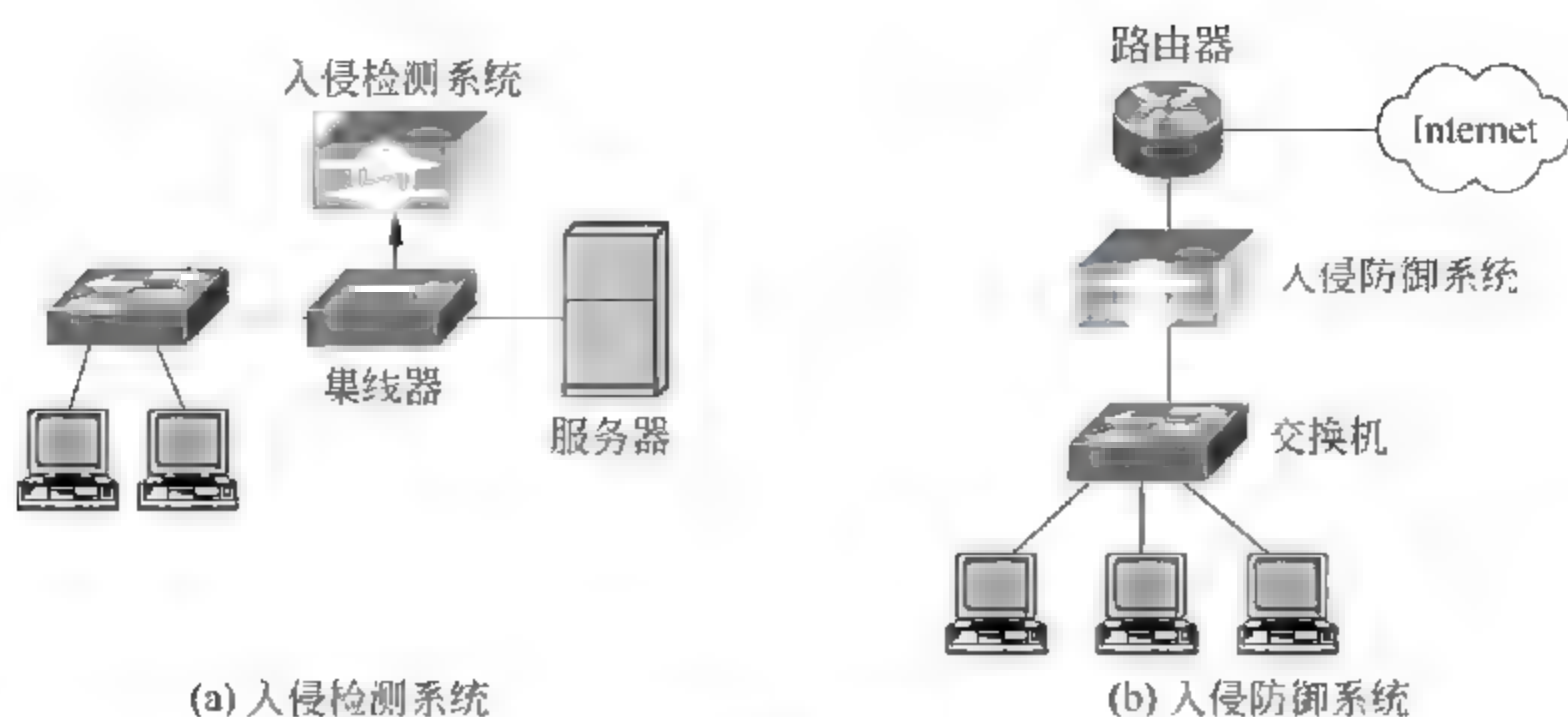 入侵检测系统
集线器
服务器
(a) 入侵检测系统
路由器
Internet
入侵防御系统
交换机
(b) 入侵防御系统